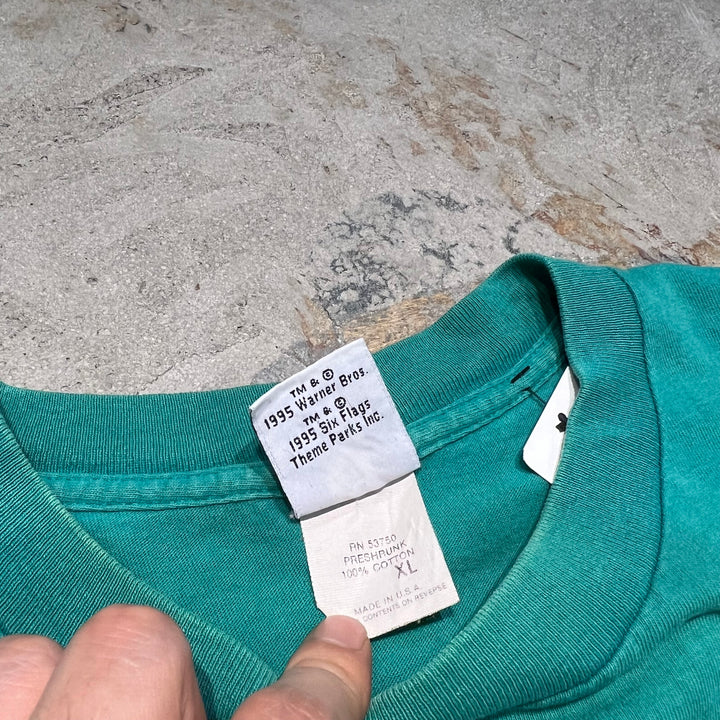 TM & ©
1995 Warner Bros.
TM & ©
1995 Six Flags
Theme Parks Inc.
RN 53750
PRESHRUNK
100% COTTON
XL
MADE IN U.S.A.
CONTENTS ON REVERSE